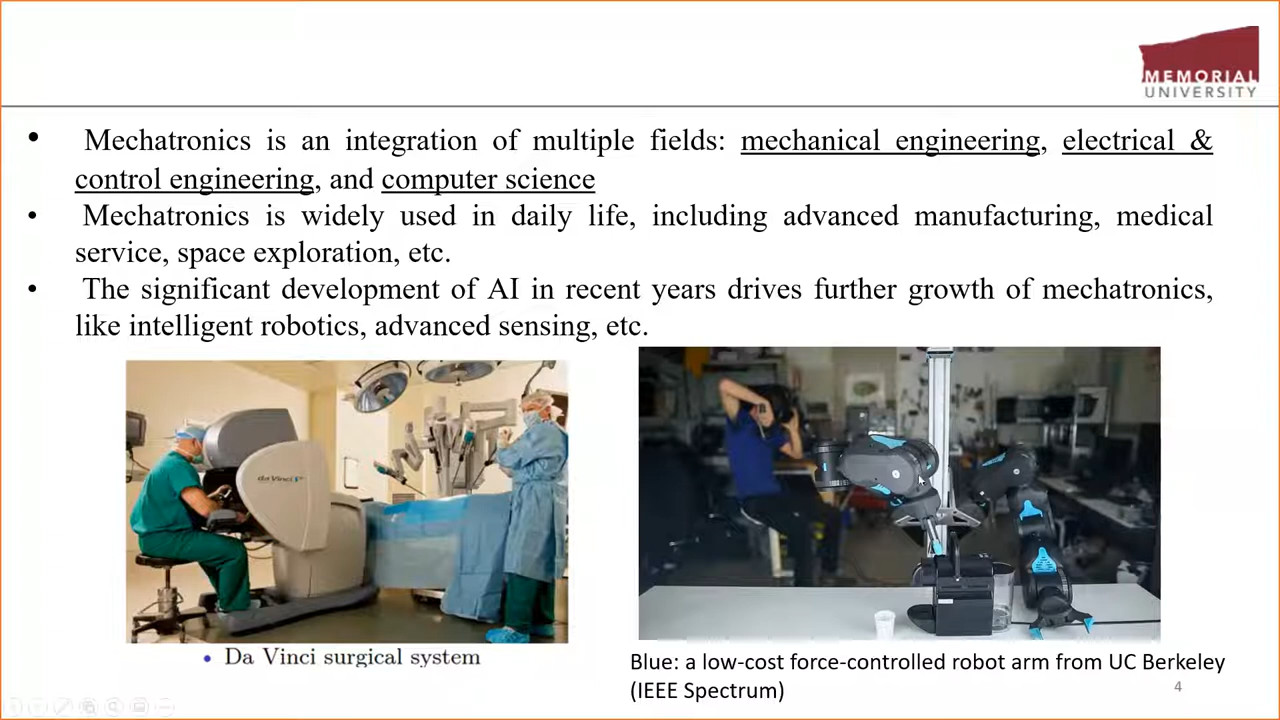 MEMORIAL
UNIVERSITY
• Mechatronics is an integration of multiple fields: mechanical engineering, electrical &
control engineering, and computer science
• Mechatronics is widely used in daily life, including advanced manufacturing, medical
service, space exploration, etc.
• The significant development of AI in recent years drives further growth of mechatronics,
like intelligent robotics, advanced sensing, etc.
da Vinci
• Da Vinci surgical system
Blue: a low-cost force-controlled robot arm from UC Berkeley
(IEEE Spectrum)
4